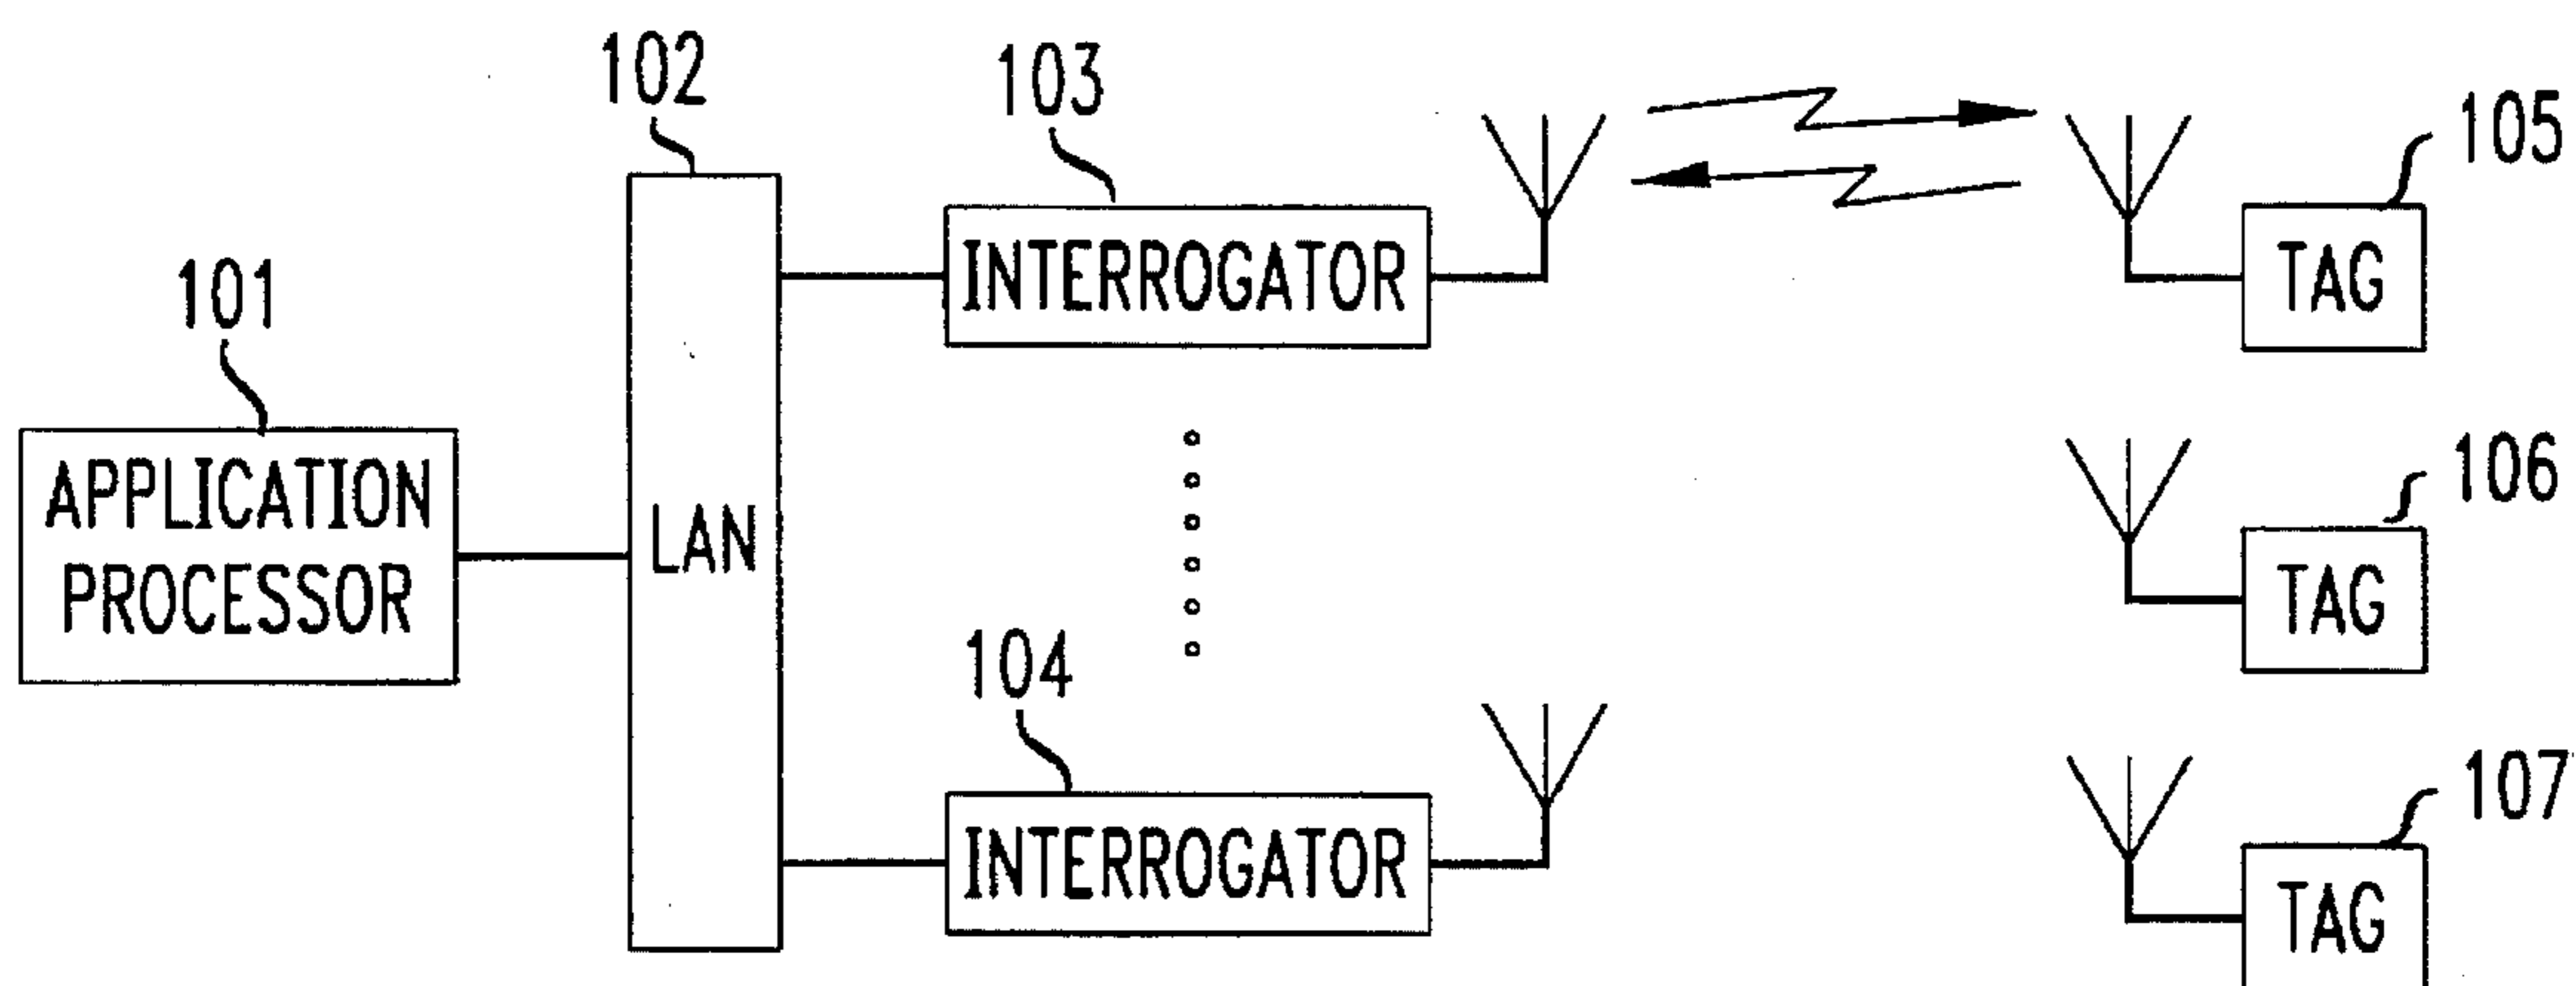 102
103
105
101
INTERROGATOR
TAG
106
APPLICATION
PROCESSOR
LAN
TAG
104
107
INTERROGATOR
TAG